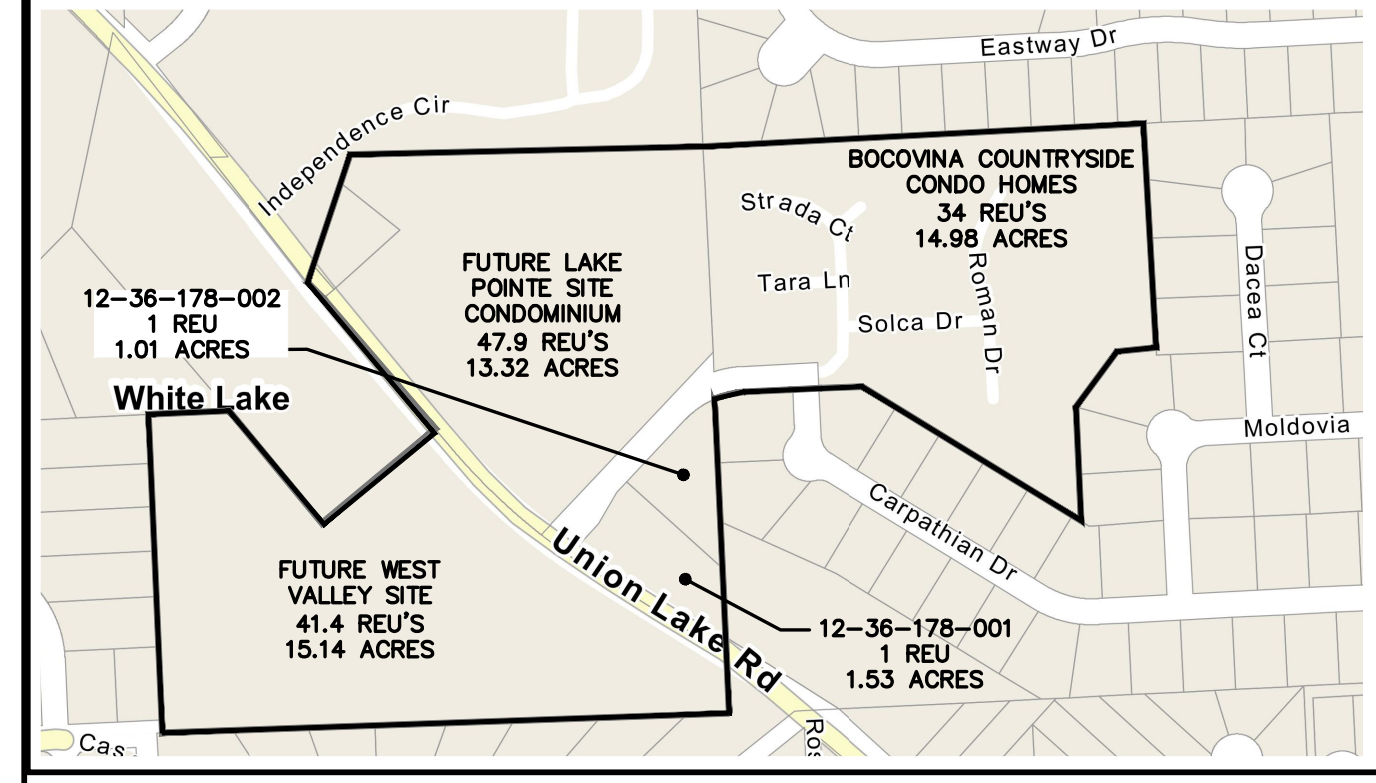 Eastway Dr
Independence Cir
BOCOVINA COUNTRYSIDE
CONDO HOMES
34 REU'S
14.98 ACRES
Strada Ct
Tara Ln
Solca Dr
Roman Dr
Dacea Ct
FUTURE LAKE
POINTE SITE
CONDOMINIUM
47.9 REU'S
13.32 ACRES
12-36-178-002
1 REU
1.01 ACRES
White Lake
Moldovia
Carpathian Dr
Union Lake Rd
FUTURE WEST
VALLEY SITE
41.4 REU'S
15.14 ACRES
12-36-178-001
1 REU
1.53 ACRES
Cas
Ros